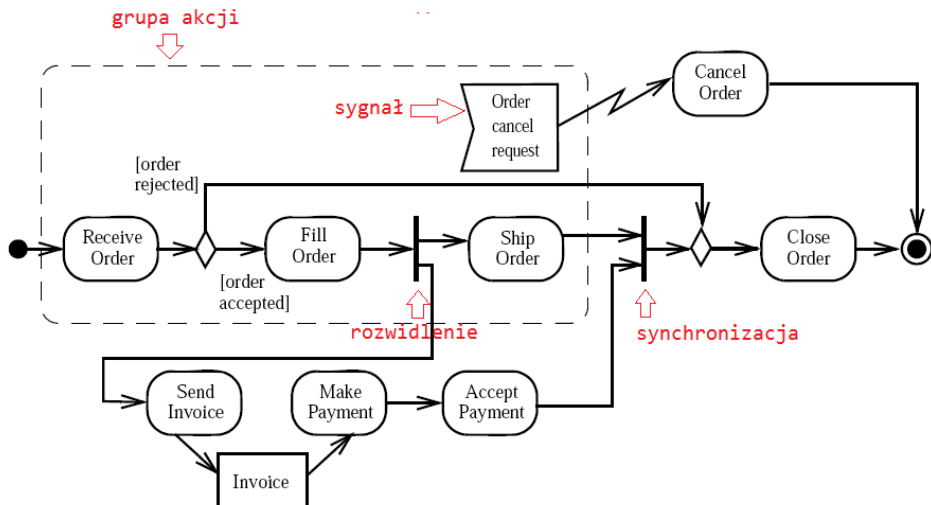 grupa akcji
Cancel
Order
sygnał
Order
cancel
request
[order
rejected]
Receive
Order
Fill
Order
Ship
Order
Close
Order
[order
accepted]
rozwidlenie
synchronizacja
Send
Invoice
Make
Payment
Accept
Payment
Invoice